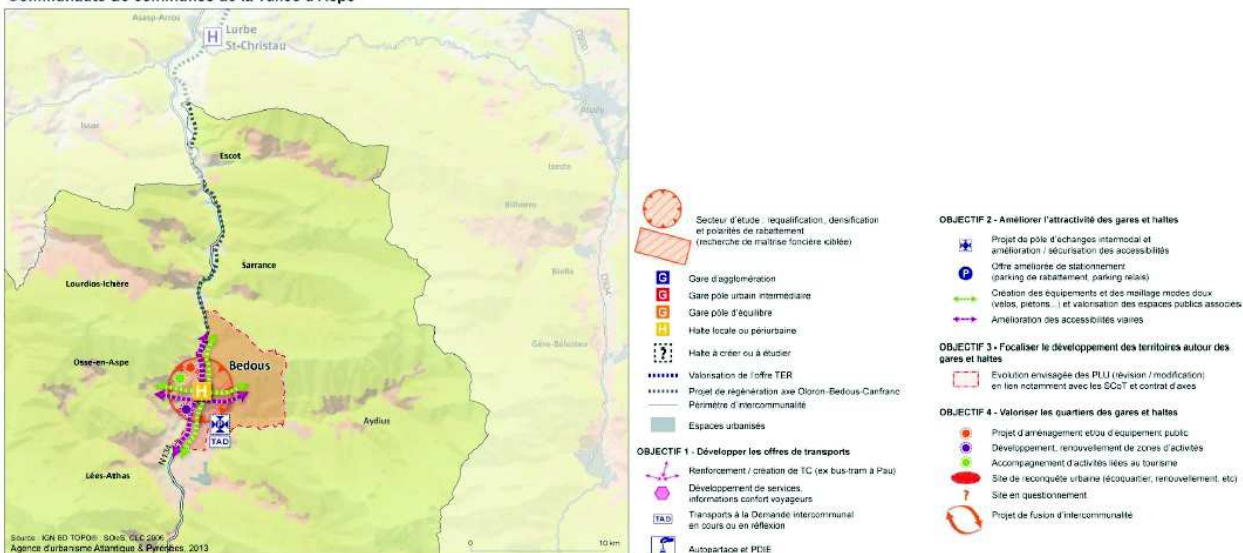 Communauté de communes de la Vallée d'Aspe
Asasp-Arros
H
Lurbe
St-Christau
Arudy
Issor
Escot
Iseste
Bilhères
Sarrance
Bielle
Lourdios-Ichère
D934
Gère-Bélesten
Osse-en-Aspe
Bedous
H
Aydius
TAD
N134
Lées-Athas
Source : IGN BD TOPO® - SOeS, CLC 2006
Agence d'urbanisme Atlantique & Pyrénées, 2013
0
10 km
Secteur d'étude : requalification, densification
et polarités de rabattement
(recherche de maîtrise foncière ciblée)
G Gare d'agglomération
G Gare pôle urbain intermédiaire
G Gare pôle d'équilibre
H Halte locale ou périurbaine
? Halte à créer ou à étudier
Valorisation de l'offre TER
Projet de régénération axe Oloron-Bedous-Canfranc
Périmètre d'intercommunalité
Espaces urbanisés
OBJECTIF 1 - Développer les offres de transports
Renforcement / création de TC (ex bus-tram à Pau)
Développement de services,
informations confort voyageurs
TAD Transports à la Demande intercommunal
en cours ou en réflexion
Autopartage et PDIE
OBJECTIF 2 - Améliorer l'attractivité des gares et haltes
Projet de pôle d'échanges intermodal et
amélioration / sécurisation des accessibilités
P Offre améliorée de stationnement
(parking de rabattement, parking relais)
Création des équipements et des maillage modes doux
(vélos, piétons...) et valorisation des espaces publics associés
Amélioration des accessibilités viaires
OBJECTIF 3 - Focaliser le développement des territoires autour des
gares et haltes
Evolution envisagée des PLU (révision / modification)
en lien notamment avec les SCoT et contrat d'axes
OBJECTIF 4 - Valoriser les quartiers des gares et haltes
Projet d'aménagement et/ou d'équipement public
Développement, renouvellement de zones d'activités
Accompagnement d'activités liées au tourisme
Site de reconquête urbaine (écoquartier, renouvellement, etc)
? Site en questionnement
Projet de fusion d'intercommunalité